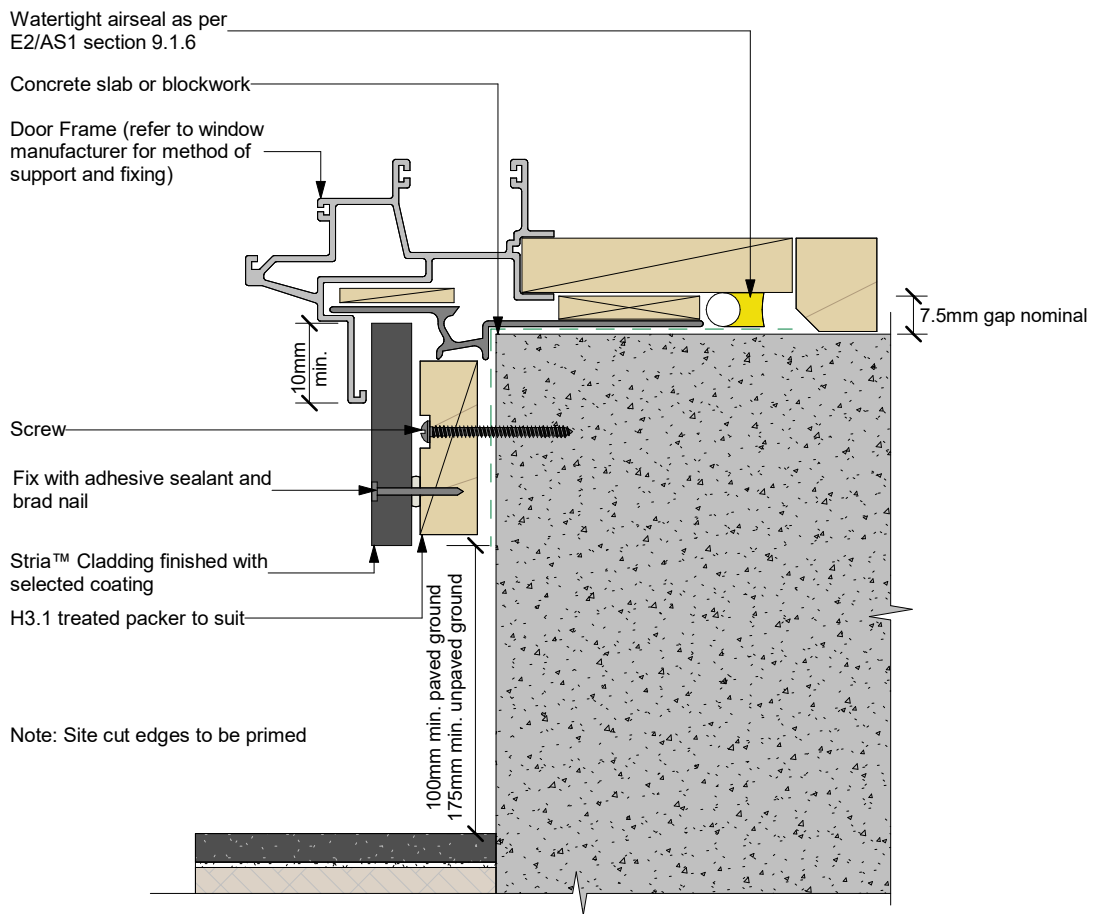 Watertight airseal as per
E2/AS1 section 9.1.6
Concrete slab or blockwork
Door Frame (refer to window
manufacturer for method of
support and fixing)
7.5mm gap nominal
10mm
min.
Screw
Fix with adhesive sealant and
brad nail
Stria™ Cladding finished with
selected coating
H3.1 treated packer to suit
100mm min. paved ground
175mm min. unpaved ground
Note: Site cut edges to be primed